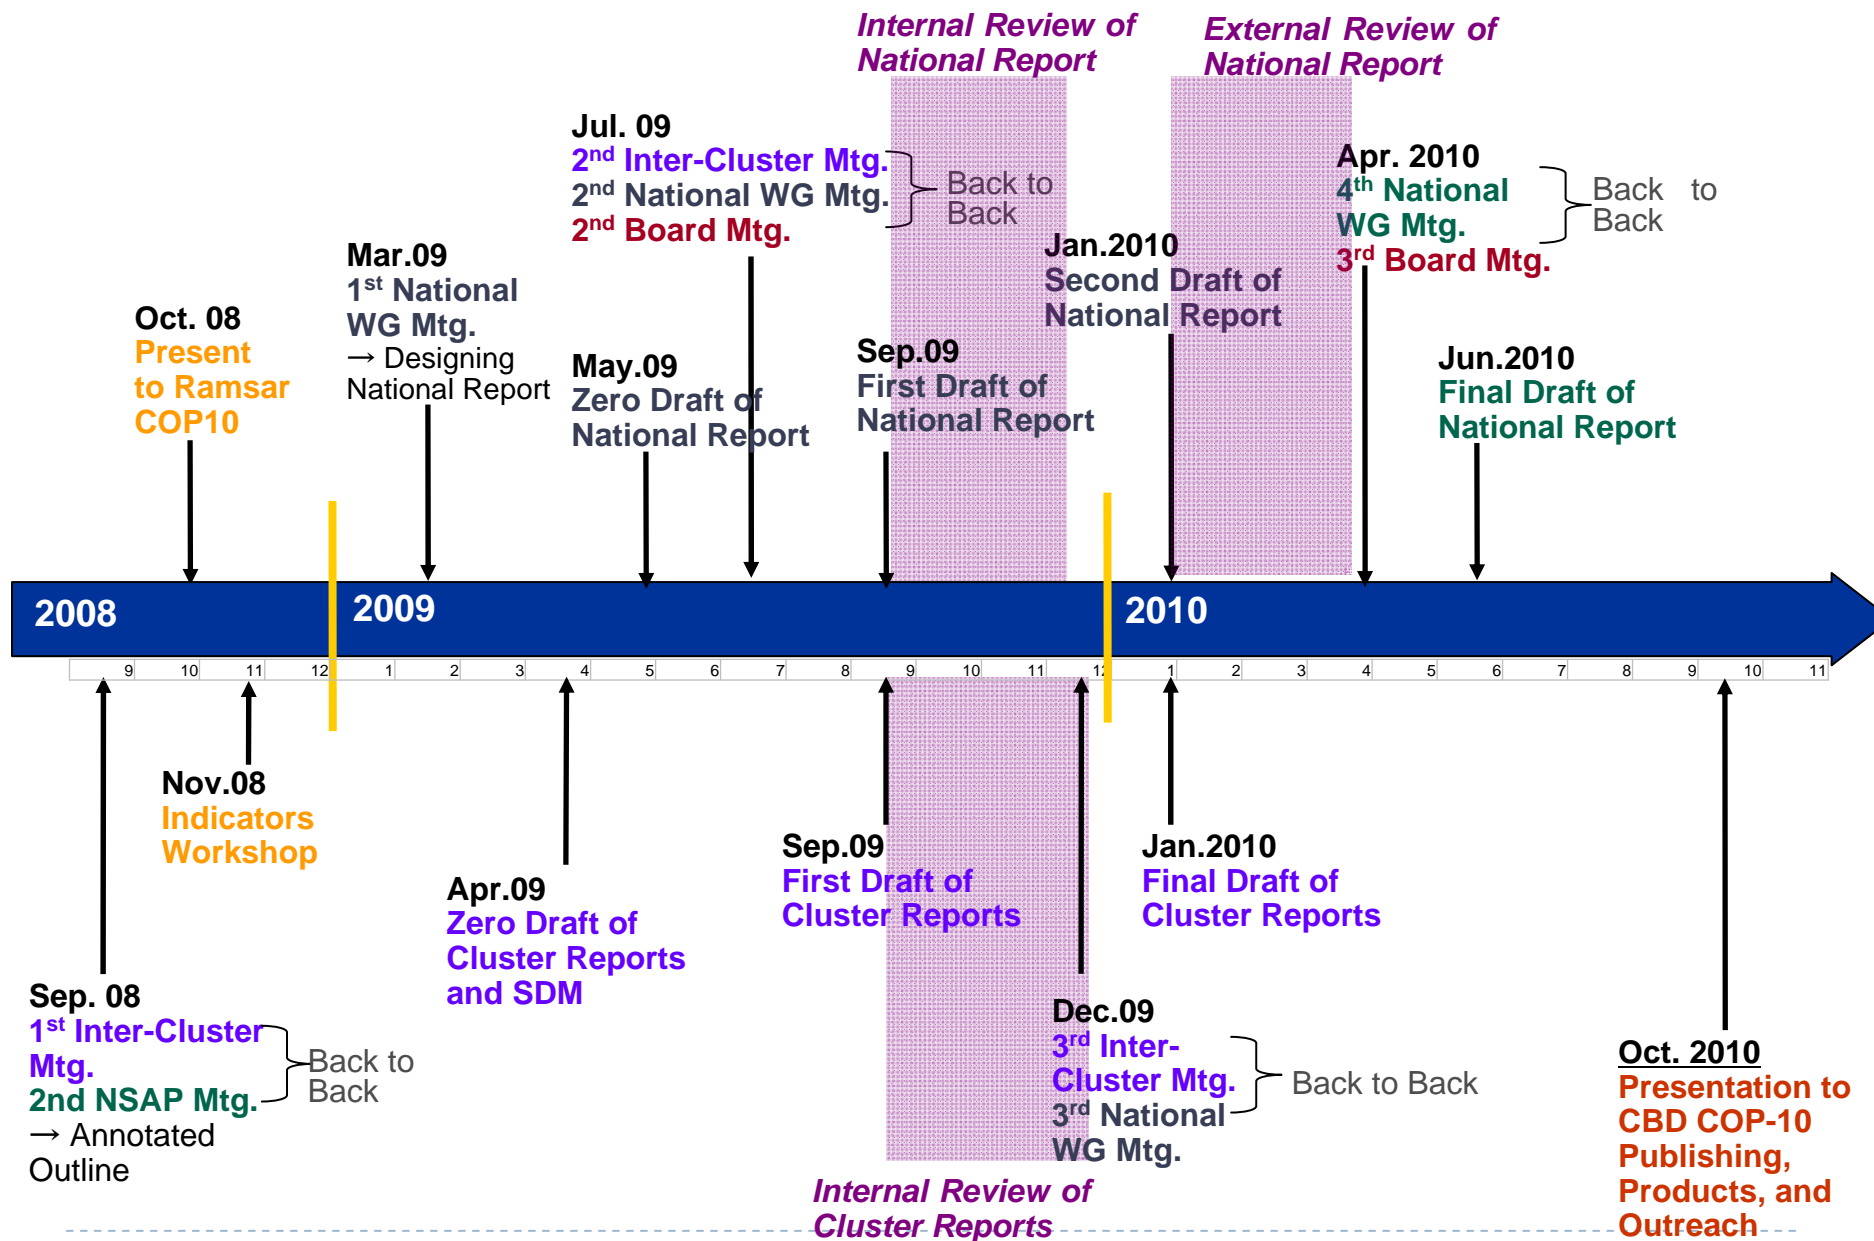 Internal Review of
National Report
External Review of
National Report
Jul. 09
2nd Inter-Cluster Mtg.
2nd National WG Mtg.
2nd Board Mtg.
Back to
Back
Apr. 2010
4th National
WG Mtg.
3rd Board Mtg.
Back to
Back
Mar.09
1st National
WG Mtg.
→ Designing
National Report
Jan.2010
Second Draft of
National Report
Oct. 08
Present
to Ramsar
COP10
May.09
Zero Draft of
National Report
Sep.09
First Draft of
National Report
Jun.2010
Final Draft of
National Report
2008
2009
2010
9 10 11 12 1 2 3 4 5 6 7 8 9 10 11 12 1 2 3 4 5 6 7 8 9 10 11
Nov.08
Indicators
Workshop
Apr.09
Zero Draft of
Cluster Reports
and SDM
Sep.09
First Draft of
Cluster Reports
Jan.2010
Final Draft of
Cluster Reports
Sep. 08
1st Inter-Cluster
Mtg.
2nd NSAP Mtg.
→ Annotated
Outline
Back to
Back
Dec.09
3rd Inter-
Cluster Mtg.
3rd National
WG Mtg.
Back to Back
Oct. 2010
Presentation to
CBD COP-10
Publishing,
Products, and
Outreach
Internal Review of
Cluster Reports